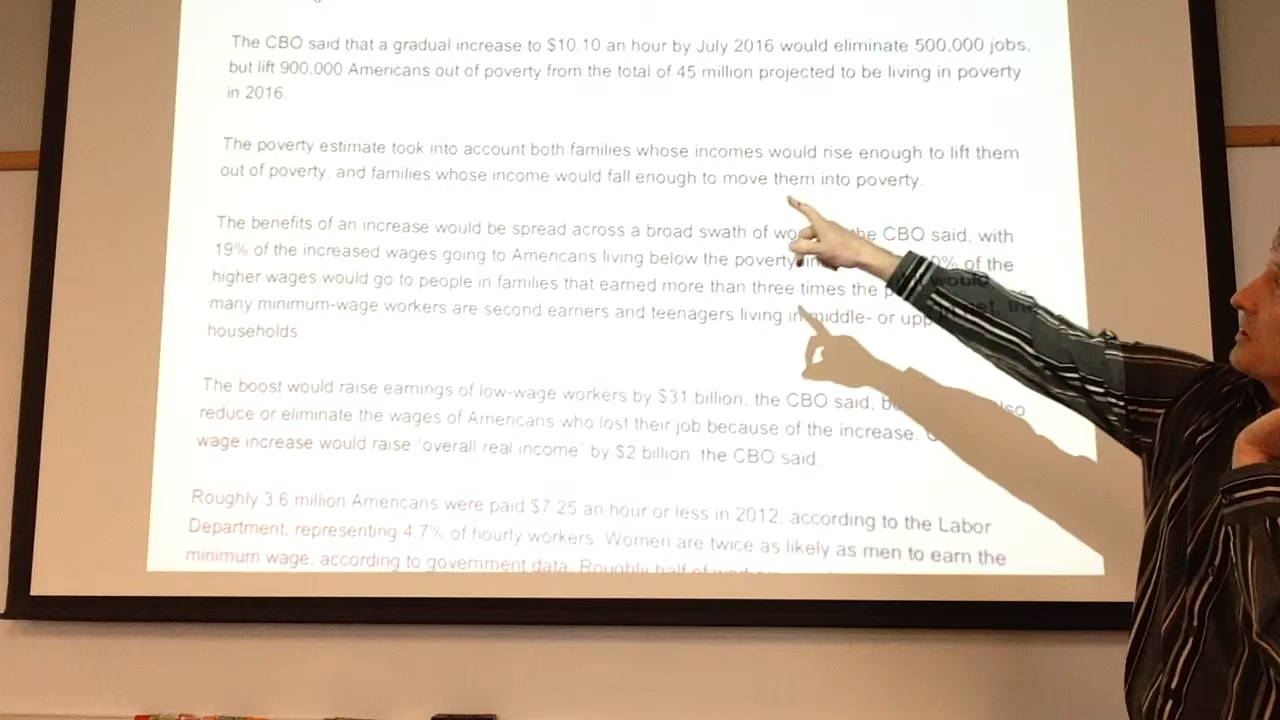 The CBO said that a gradual increase to $10.10 an hour by July 2016 would eliminate 500,000 jobs,
but lift 900,000 Americans out of poverty from the total of 45 million projected to be living in poverty
in 2016.
The poverty estimate took into account both families whose incomes would rise enough to lift them
out of poverty, and families whose income would fall enough to move them into poverty.
The benefits of an increase would be spread across a broad swath of the CBO said, with
19% of the increased wages going to Americans living below the poverty of the
higher wages would go to people in families that earned more than three times the would
many minimum-wage workers are second earners and teenagers living in middle- or
households.
The boost would raise earnings of low-wage workers by $31 billion, the CBO said,
reduce or eliminate the wages of Americans who lost their job because of the increase.
wage increase would raise "overall real income" by $2 billion, the CBO said.
Roughly 3.6 million Americans were paid $7.25 an hour or less in 2012, according to the Labor
Department, representing 4.7% of hourly workers. Women are twice as likely as men to earn the
minimum wage, according to government data. Roughly half of